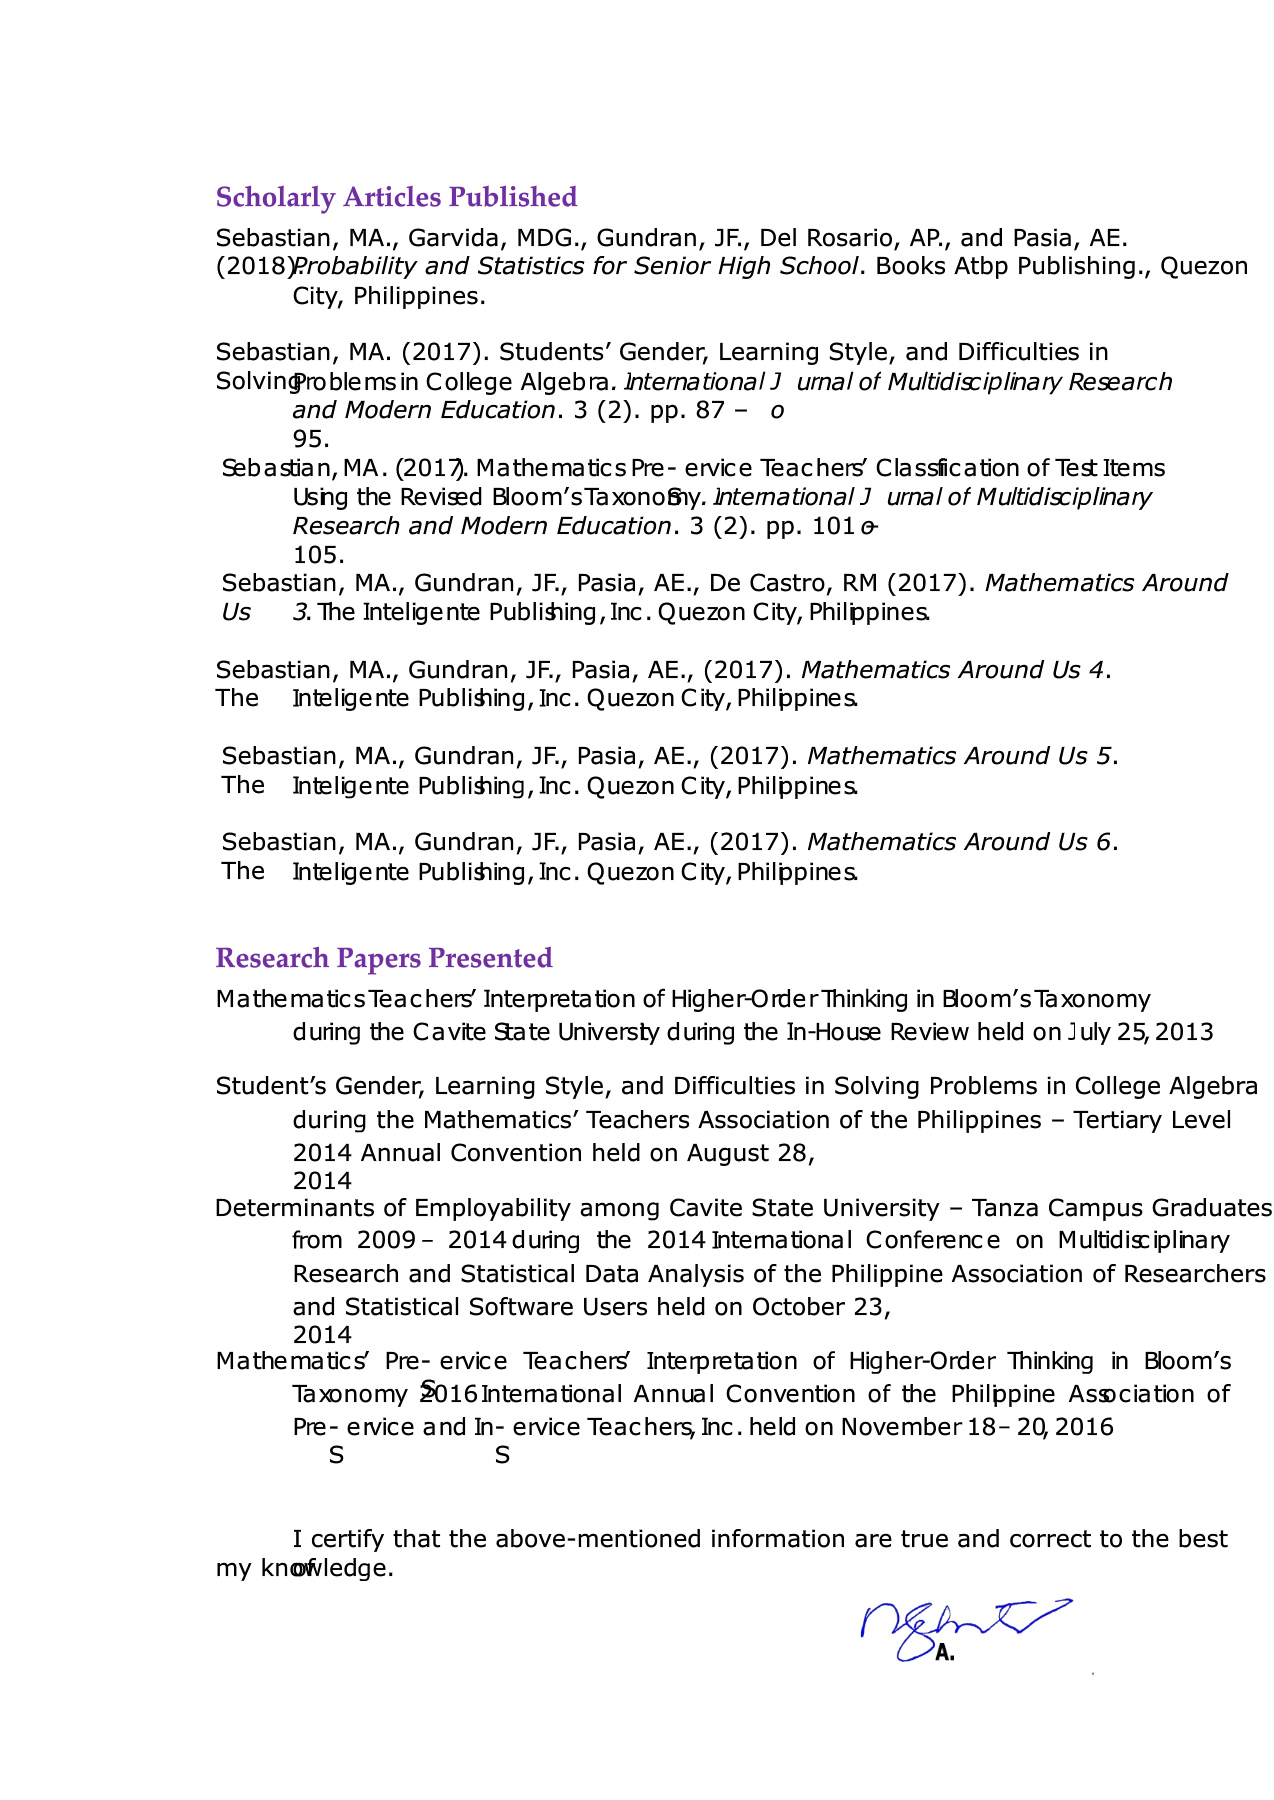 Scholarly Articles Published
Sebastian, MA., Garvida, MDG., Gundran, JF., Del Rosario, AP., and Pasia, AE.
(2018). Probability and Statistics for Senior High School. Books Atbp Publishing., Quezon
City, Philippines.
Sebastian, MA. (2017). Students’ Gender, Learning Style, and Difficulties in
Solving Problems in College Algebra. International Journal of Multidisciplinary Research
and Modern Education. 3 (2). pp. 87 –
95.
Sebastian, MA. (2017). Mathematics Pre-Service Teachers’ Classification of Test Items
Using the Revised Bloom’s Taxonomy. International Journal of Multidisciplinary
Research and Modern Education. 3 (2). pp. 101 –
105.
Sebastian, MA., Gundran, JF., Pasia, AE., De Castro, RM (2017). Mathematics Around
Us 3. The Inteligente Publishing, Inc. Quezon City, Philippines.
Sebastian, MA., Gundran, JF., Pasia, AE., (2017). Mathematics Around Us 4.
The Inteligente Publishing, Inc. Quezon City, Philippines.
Sebastian, MA., Gundran, JF., Pasia, AE., (2017). Mathematics Around Us 5.
The Inteligente Publishing, Inc. Quezon City, Philippines.
Sebastian, MA., Gundran, JF., Pasia, AE., (2017). Mathematics Around Us 6.
The Inteligente Publishing, Inc. Quezon City, Philippines.
Research Papers Presented
Mathematics Teachers’ Interpretation of Higher-Order Thinking in Bloom’s Taxonomy
during the Cavite State University during the In-House Review held on July 25, 2013
Student’s Gender, Learning Style, and Difficulties in Solving Problems in College Algebra
during the Mathematics’ Teachers Association of the Philippines – Tertiary Level
2014 Annual Convention held on August 28,
2014
Determinants of Employability among Cavite State University – Tanza Campus Graduates
from 2009 – 2014 during the 2014 International Conference on Multidisciplinary
Research and Statistical Data Analysis of the Philippine Association of Researchers
and Statistical Software Users held on October 23,
2014
Mathematics’ Pre-Service Teachers’ Interpretation of Higher-Order Thinking in Bloom’s
Taxonomy 2016 International Annual Convention of the Philippine Association of
Pre-Service and In-Service Teachers, Inc. held on November 18 – 20, 2016
I certify that the above-mentioned information are true and correct to the best
of my knowledge.
A.